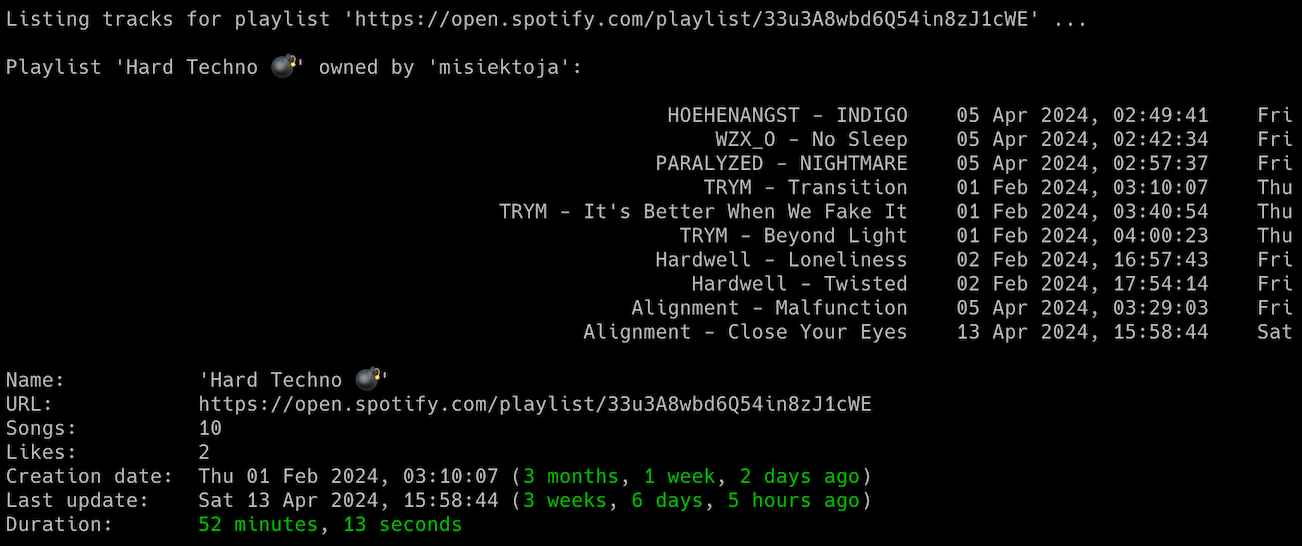 Listing tracks for playlist 'https://open.spotify.com/playlist/33u3A8wbd6Q54in8zJ1cWE' ...
Playlist 'Hard Techno 💣' owned by 'misiektoja':
HOEHENANGST - INDIGO 05 Apr 2024, 02:49:41 Fri
WZX_O - No Sleep 05 Apr 2024, 02:42:34 Fri
PARALYZED - NIGHTMARE 05 Apr 2024, 02:57:37 Fri
TRYM - Transition 01 Feb 2024, 03:10:07 Thu
TRYM - It's Better When We Fake It 01 Feb 2024, 03:40:54 Thu
TRYM - Beyond Light 01 Feb 2024, 04:00:23 Thu
Hardwell - Loneliness 02 Feb 2024, 16:57:43 Fri
Hardwell - Twisted 02 Feb 2024, 17:54:14 Fri
Alignment - Malfunction 05 Apr 2024, 03:29:03 Fri
Alignment - Close Your Eyes 13 Apr 2024, 15:58:44 Sat
Name: 'Hard Techno 💣'
URL: https://open.spotify.com/playlist/33u3A8wbd6Q54in8zJ1cWE
Songs: 10
Likes: 2
Creation date: Thu 01 Feb 2024, 03:10:07 (3 months, 1 week, 2 days ago)
Last update: Sat 13 Apr 2024, 15:58:44 (3 weeks, 6 days, 5 hours ago)
Duration: 52 minutes, 13 seconds